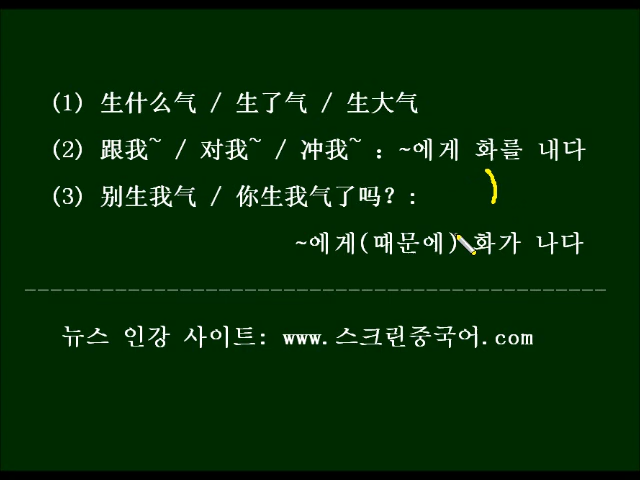 (1) 生什么气 / 生了气 / 生大气
(2) 跟我~ / 对我~ / 冲我~ : ~에게 화를 내다
(3) 别生我气 / 你生我气了吗? :
~에게(때문에) 화가 나다
뉴스 인강 사이트: www.스크린중국어.com